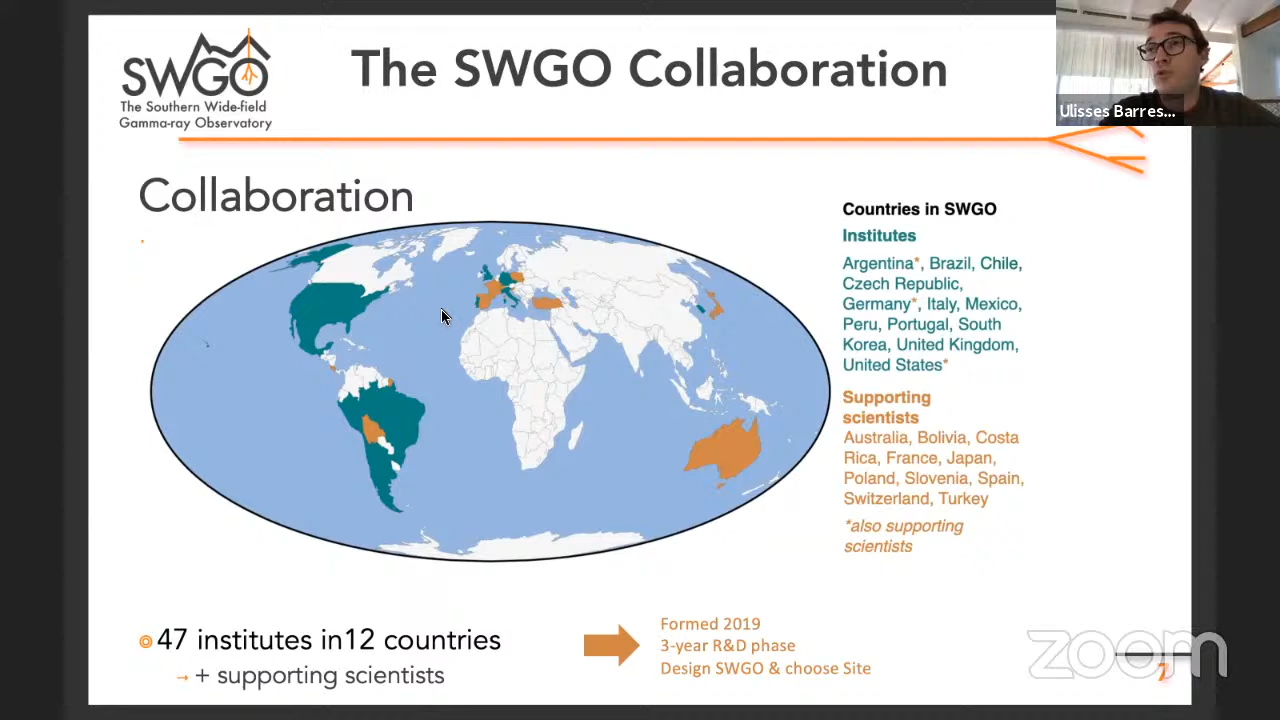 SWGO
The Southern Wide-field
Gamma-ray Observatory
The SWGO Collaboration
Ulisses Barres...
Collaboration
Countries in SWGO
Institutes
Argentina*, Brazil, Chile,
Czech Republic,
Germany*, Italy, Mexico,
Peru, Portugal, South
Korea, United Kingdom,
United States*
Supporting
scientists
Australia, Bolivia, Costa
Rica, France, Japan,
Poland, Slovenia, Spain,
Switzerland, Turkey
*also supporting
scientists
47 institutes in12 countries
→ + supporting scientists
Formed 2019
3-year R&D phase
Design SWGO & choose Site
zoom
7